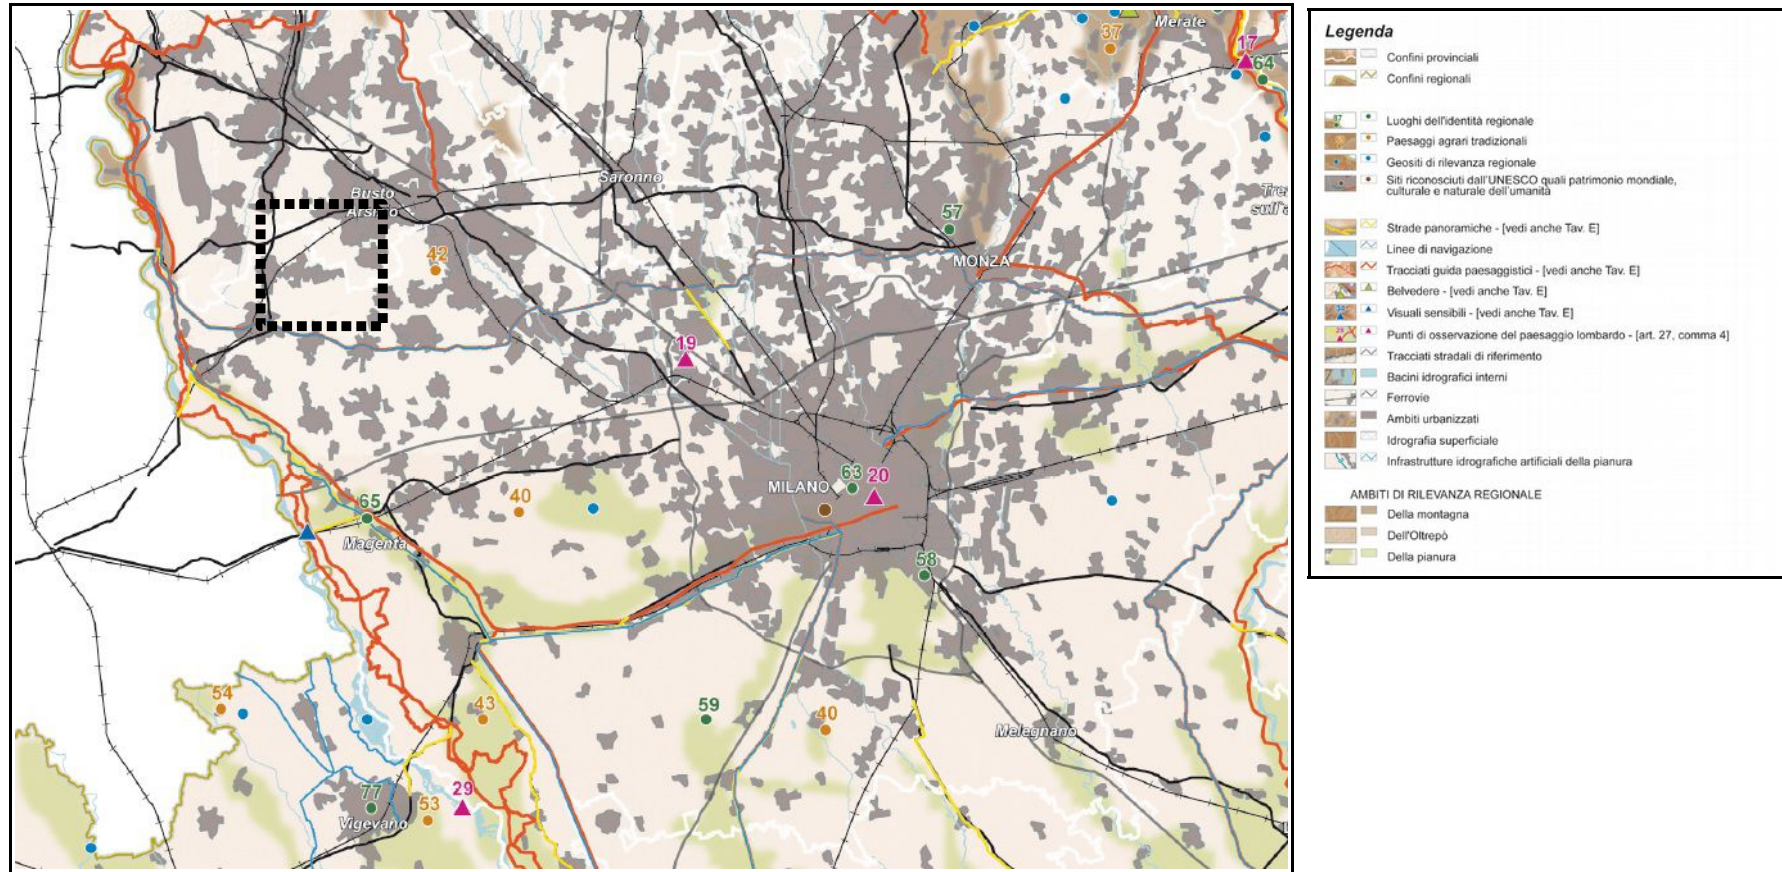 Merate
37
17
64
Saronno
Busto
Arsizio
Tre
sull'a
57
42
MONZA
19
63
20
MILANO
40
65
Magenta
58
54
43
59
40
Melegnano
77
29
53
Vigevano
Legenda
Confini provinciali
Confini regionali
87
Luoghi dell'identità regionale
Paesaggi agrari tradizionali
Geositi di rilevanza regionale
Siti riconosciuti dall'UNESCO quali patrimonio mondiale,
culturale e naturale dell'umanità
Strade panoramiche - [vedi anche Tav. E]
Linee di navigazione
Tracciati guida paesaggistici - [vedi anche Tav. E]
Belvedere - [vedi anche Tav. E]
Visuali sensibili - [vedi anche Tav. E]
Punti di osservazione del paesaggio lombardo - [art. 27, comma 4]
Tracciati stradali di riferimento
Bacini idrografici interni
Ferrovie
Ambiti urbanizzati
Idrografia superficiale
Infrastrutture idrografiche artificiali della pianura
AMBITI DI RILEVANZA REGIONALE
Della montagna
Dell'Oltrepò
Della pianura